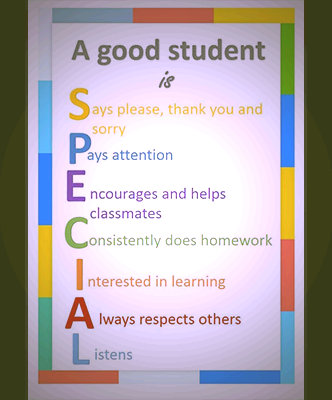 A good student
is
Says please, thank you and
sorry
Pays attention
Encourages and helps
classmates
Consistently does homework
Interested in learning
Always respects others
Listens